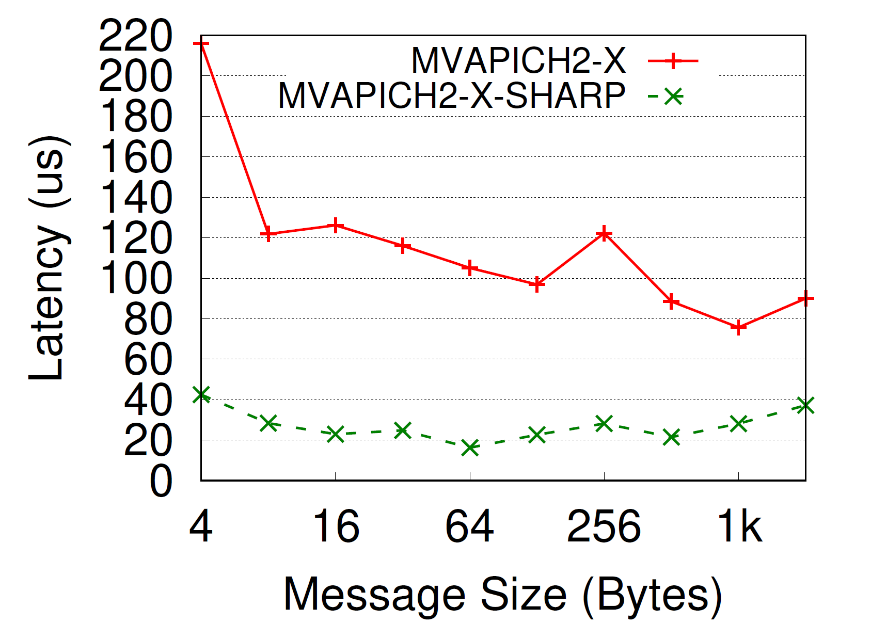 220
200
180
160
140
120
100
80
60
40
20
0
Latency (us)
MVAPICH2-X
MVAPICH2-X-SHARP
4 16 64 256 1k
Message Size (Bytes)